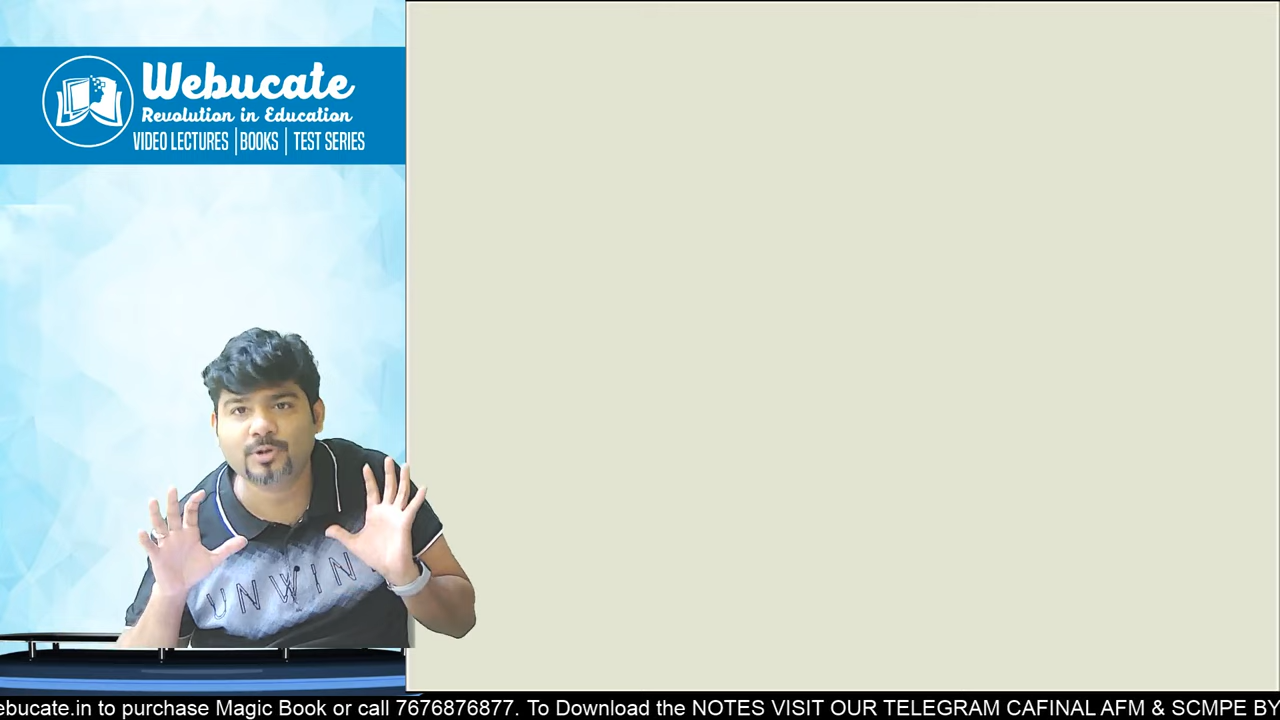 Webucate
Revolution in Education
VIDEO LECTURES | BOOKS | TEST SERIES
UNWIN
ebucate.in to purchase Magic Book or call 7676876877. To Download the NOTES VISIT OUR TELEGRAM CAFINAL AFM & SCMPE BY